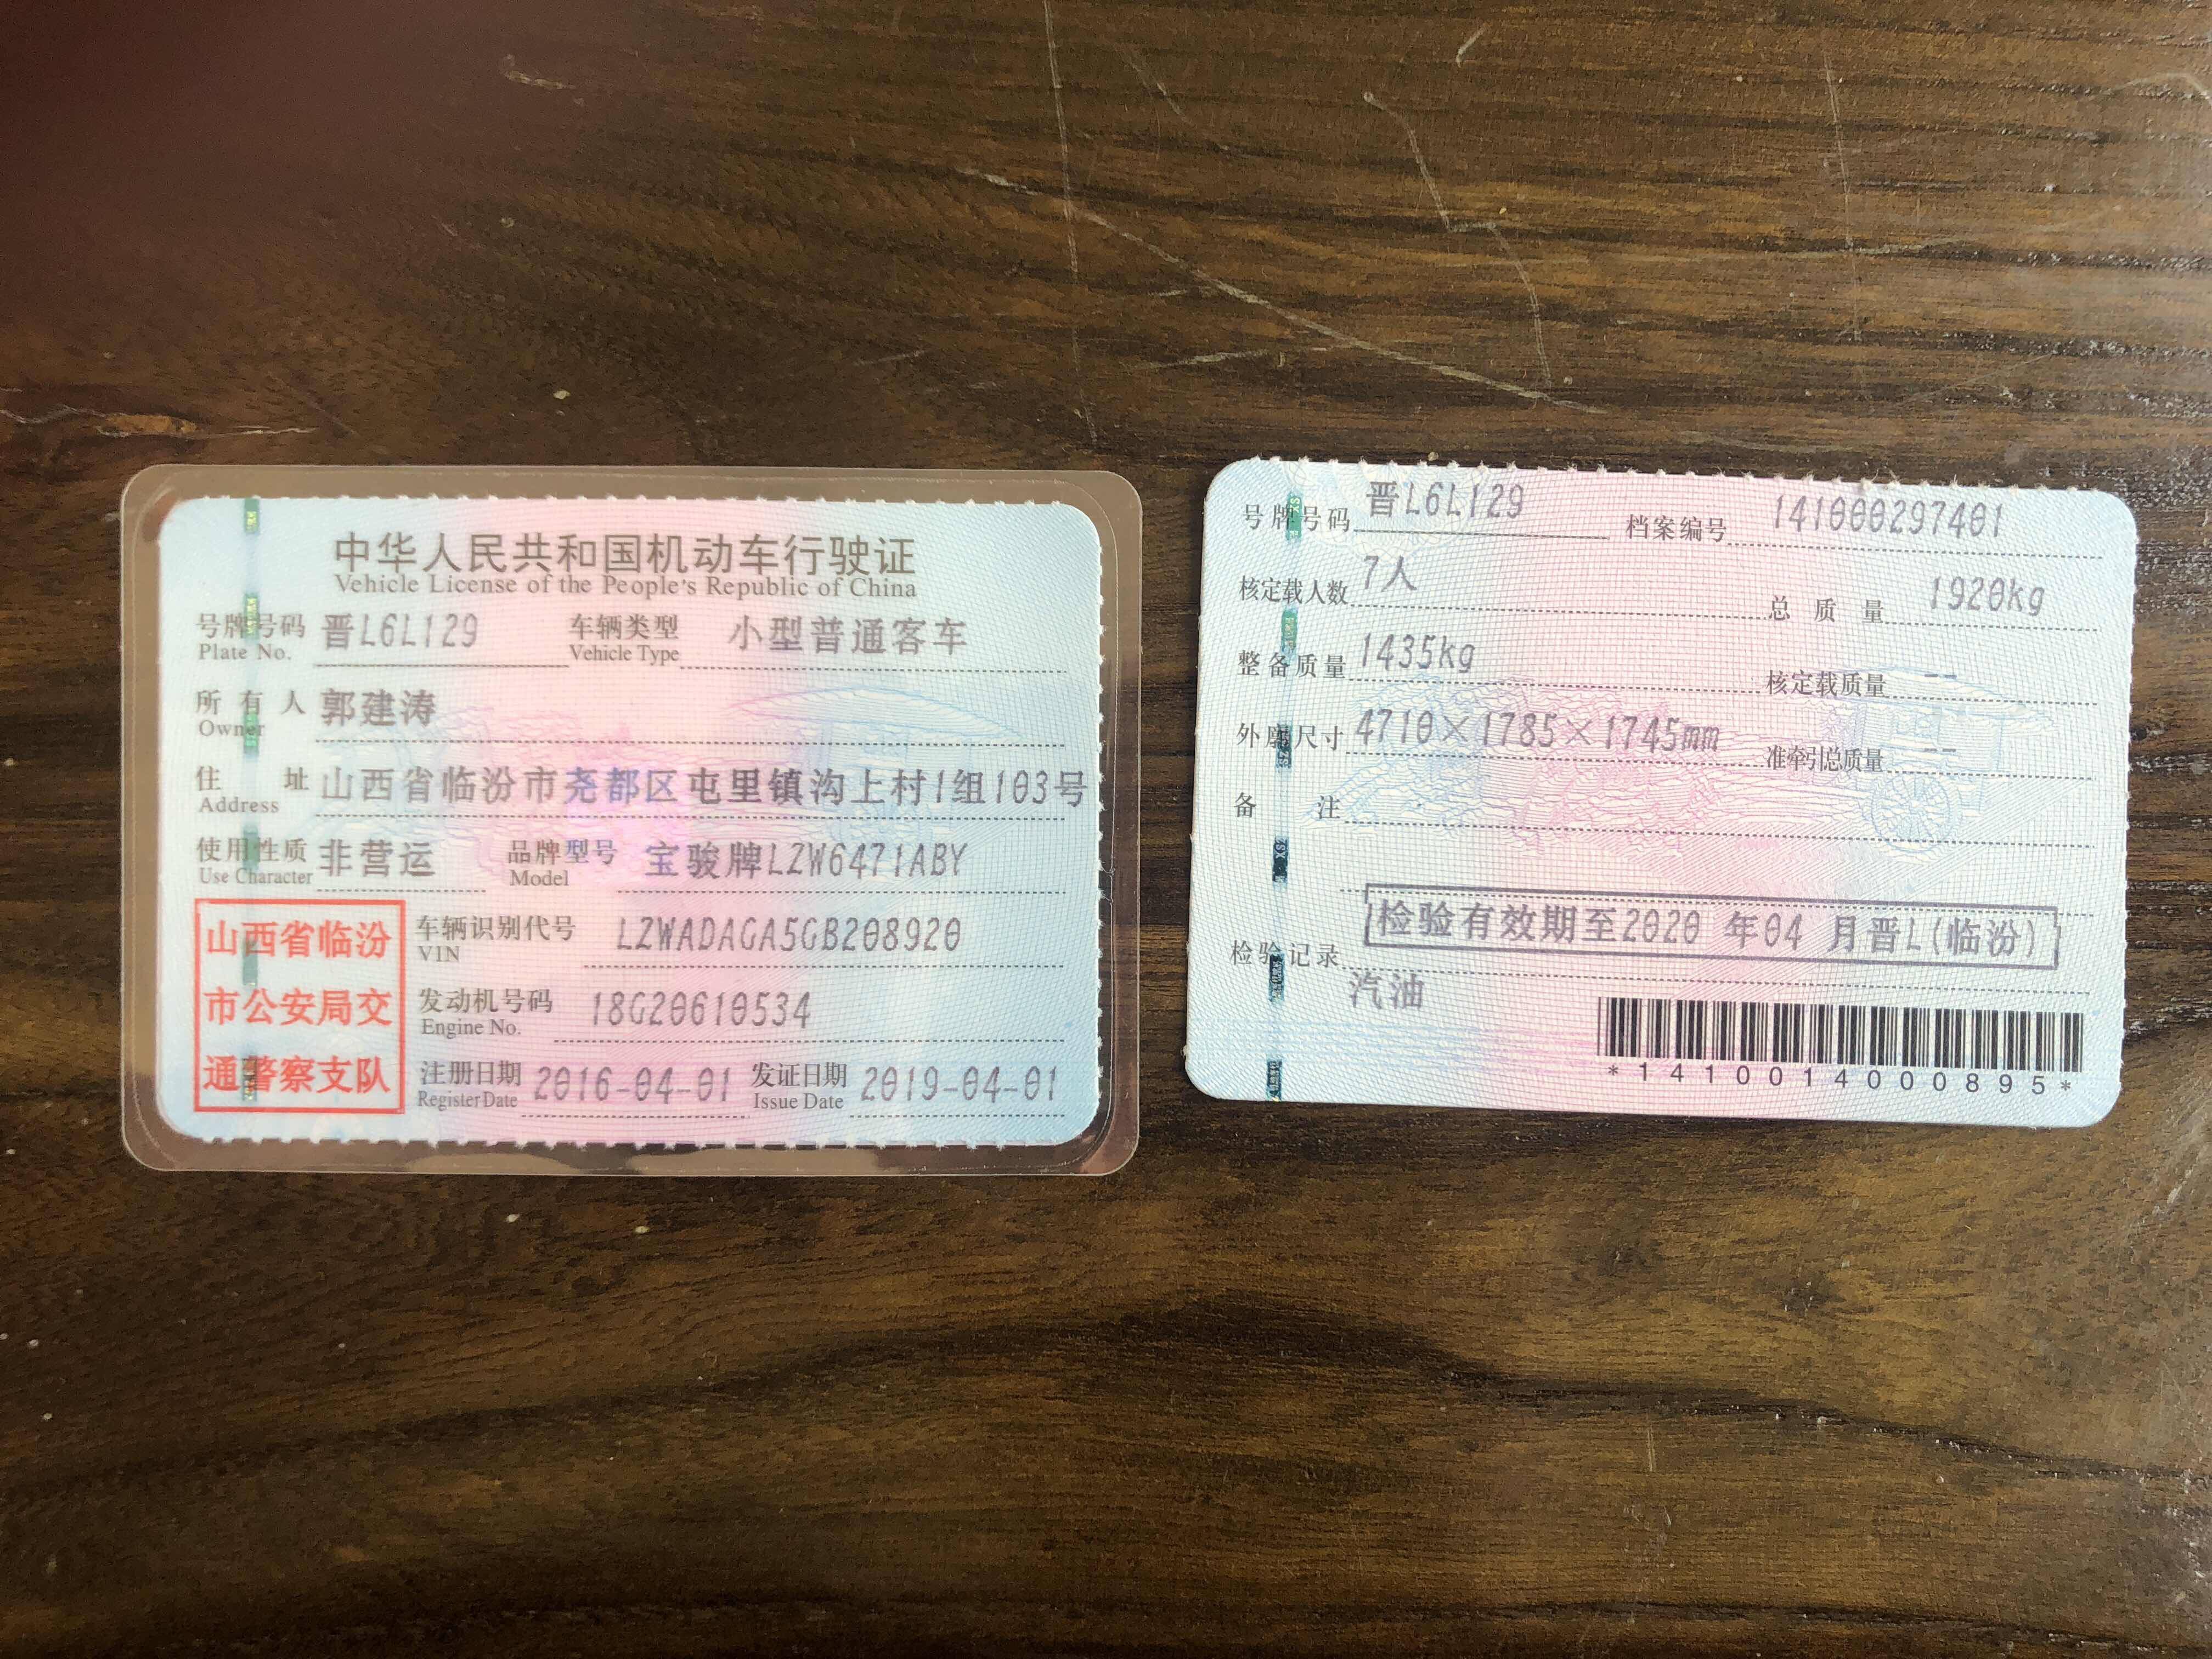 中华人民共和国机动车行驶证
Vehicle License of the People's Republic of China
号牌号码 晋L6L129 车辆类型 小型普通客车
Plate No. Vehicle Type
所有人 郭建涛
Owner
住址 山西省临汾市尧都区屯里镇沟上村1组103号
Address
使用性质 非营运 品牌型号 宝骏牌LZW6471ABY
Use Character Model
山西省临汾
市公安局交
通警察支队
车辆识别代号 LZWADAGA5GB208920
VIN
发动机号码 18G20610534
Engine No.
注册日期 2016-04-01 发证日期 2019-04-01
Register Date Issue Date
号牌号码 晋L6L129 档案编号 141000297401
核定载人数 7人 总质量 1920kg
整备质量 1435kg 核定载质量
外廓尺寸 4710×1785×1745mm 准牵引总质量
备注
检验有效期至2020年04月晋L(临汾)
检验记录
汽油
*1410014000895*